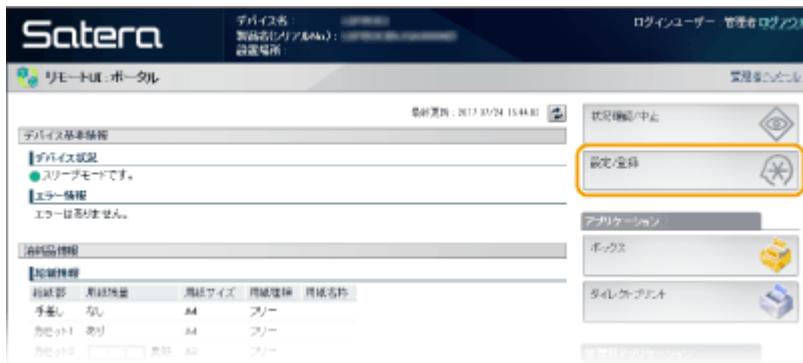 Satera
デバイス名 :
製品名(シリアルNo.) :
設置場所 :
ログインユーザー : 管理者 ログアウト
リモートUI : ポータル
管理者へメール
最終更新 : 2017 07/24 15:44:02
デバイス基本情報
デバイス状況
スリープモードです。
エラー情報
エラーはありません。
消耗品情報
給紙情報
給紙部 用紙残量 用紙サイズ 用紙種類 用紙名称
手差し なし A4 フリー
カセット1 あり A4 フリー
状況確認/中止
設定/登録
アプリケーション
ボックス
ダイレクトプリント